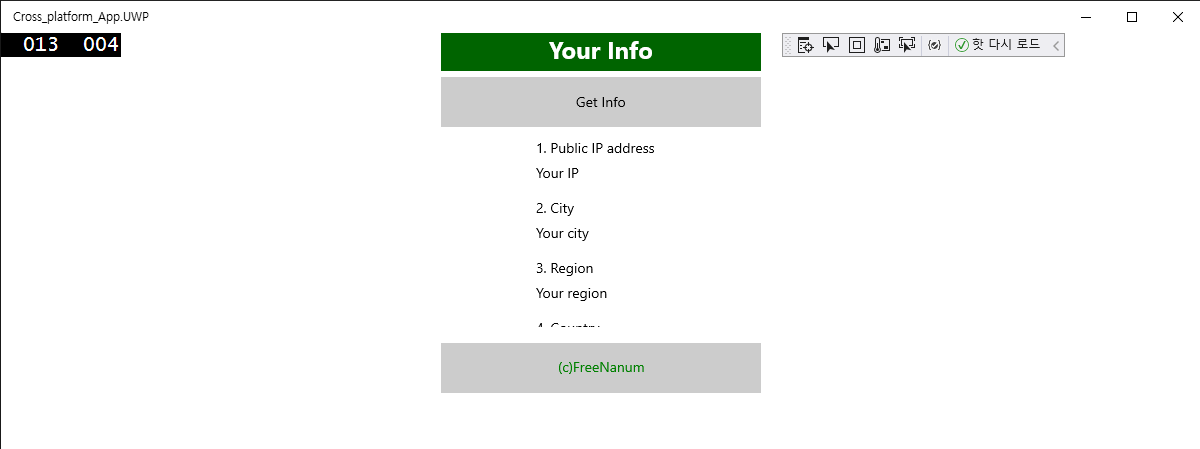 Cross_platform_App.UWP
013 004
Your Info
핫 다시 로드
Get Info
1. Public IP address
Your IP
2. City
Your city
3. Region
Your region
4. Country
(c)FreeNanum